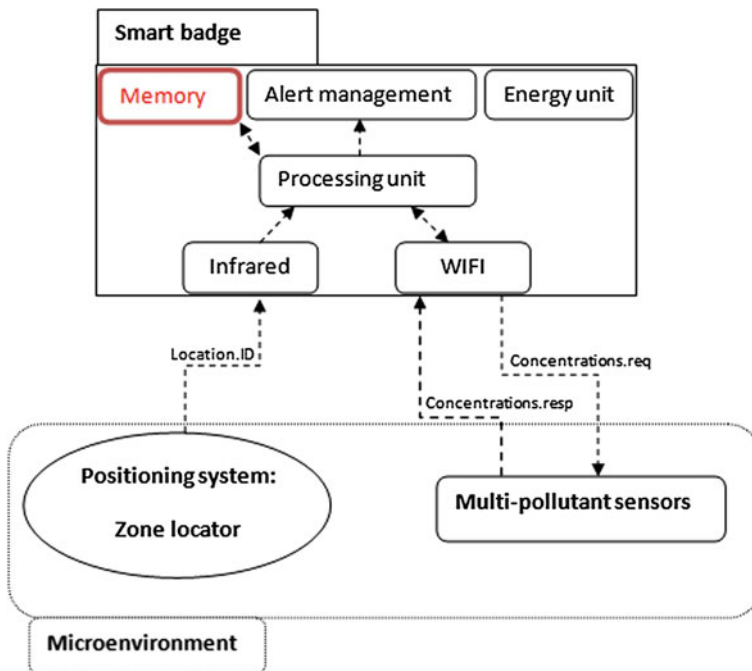 Smart badge
Memory
Alert management
Energy unit
Processing unit
Infrared
WIFI
Location.ID
Concentrations.req
Concentrations.resp
Positioning system:
Zone locator
Multi-pollutant sensors
Microenvironment